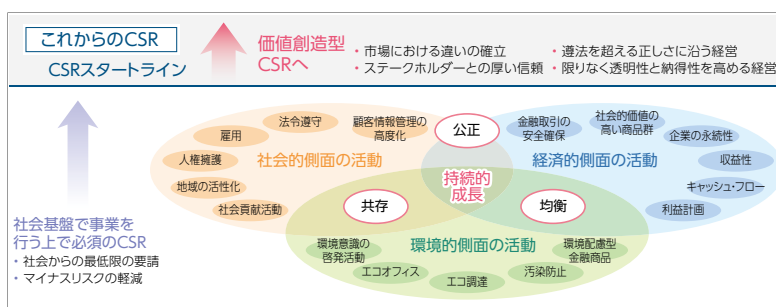 これからのCSR
CSRスタートライン
価値創造型
CSRへ
・市場における違いの確立
・ステークホルダーとの厚い信頼
・遵法を超える正しさに沿う経営
・限りなく透明性と納得性を高める経営
社会基盤で事業を
行う上で必須のCSR
・社会からの最低限の要請
・マイナスリスクの軽減
法令遵守
顧客情報管理の
高度化
雇用
人権擁護
地域の活性化
社会貢献活動
社会的側面の活動
公正
金融取引の
安全確保
社会的価値の
高い商品群
企業の永続性
収益性
キャッシュ・フロー
利益計画
経済的側面の活動
持続的
成長
共存
均衡
環境的側面の活動
環境意識の
啓発活動
エコオフィス
エコ調達
汚染防止
環境配慮型
金融商品